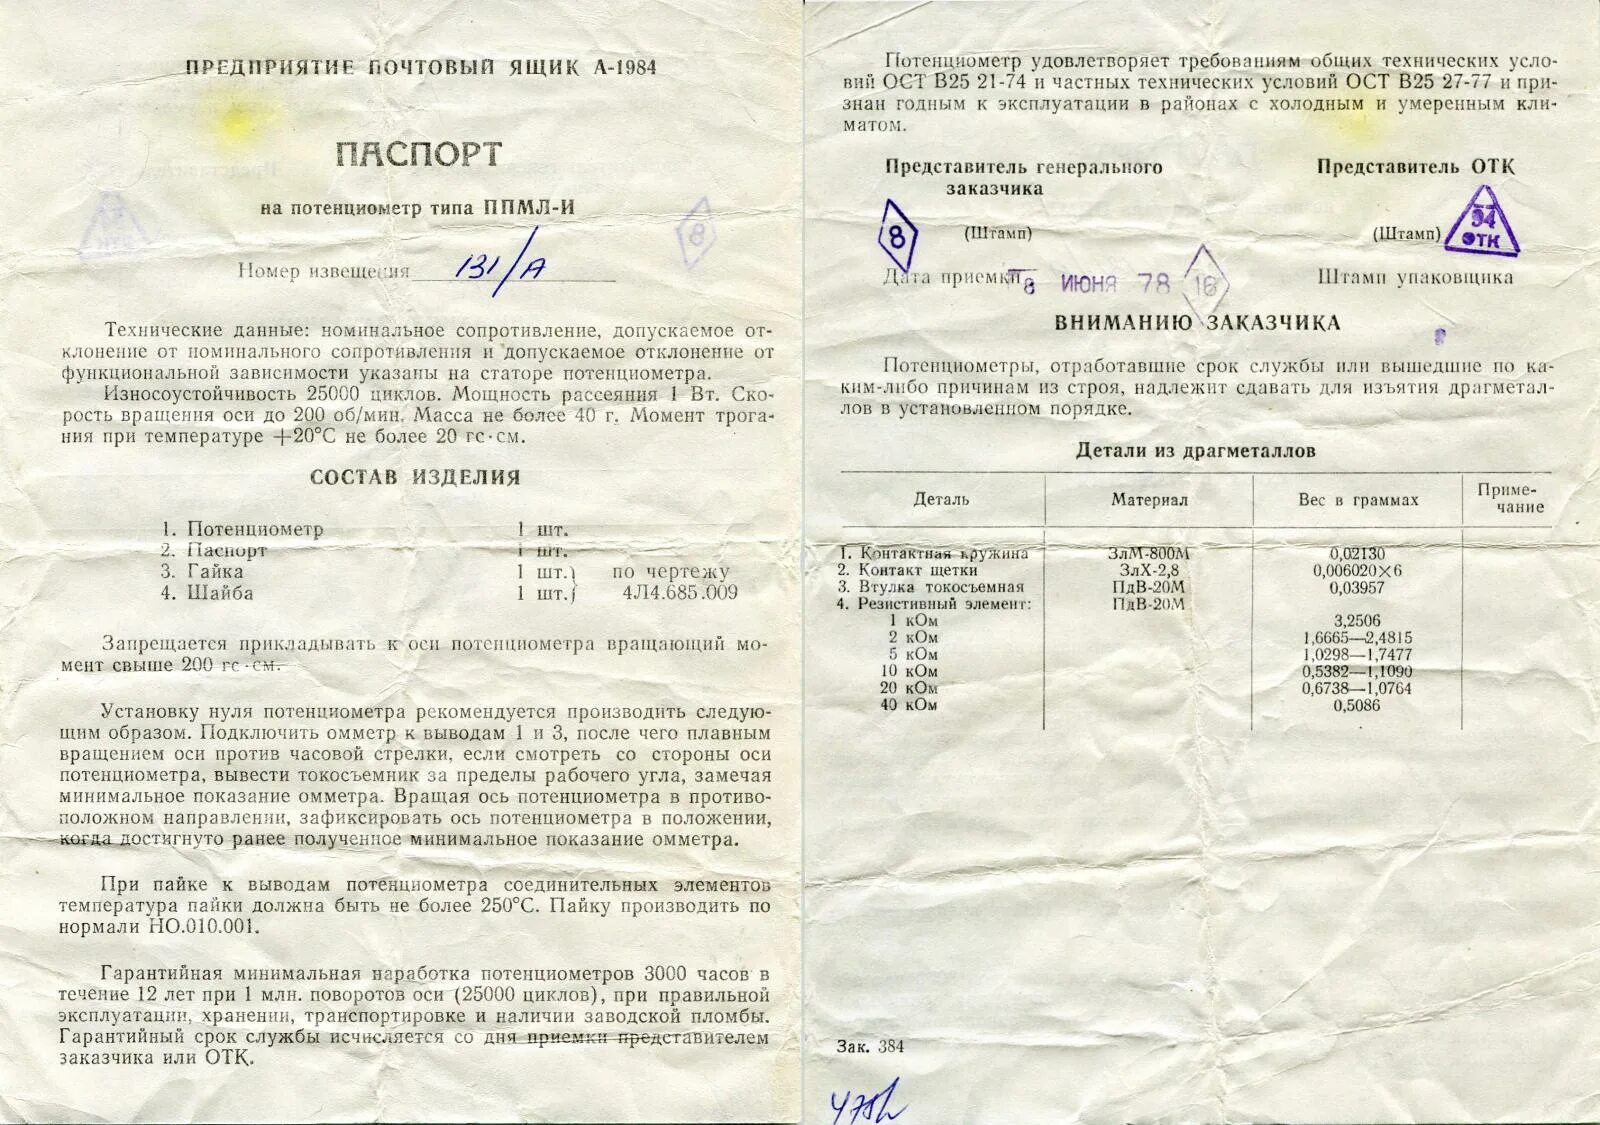 ПРЕДПРИЯТИЕ ПОЧТОВЫЙ ЯЩИК А-1984
ПАСПОРТ
на потенциометр типа ППМЛ-И
Номер извещения 131/А
8
Технические данные: номинальное сопротивление, допускаемое от-
клонение от номинального сопротивления и допускаемое отклонение от
функциональной зависимости указаны на статоре потенциометра.
Износоустойчивость 25000 циклов. Мощность рассеяния 1 Вт. Ско-
рость вращения оси до 200 об/мин. Масса не более 40 г. Момент трога-
ния при температуре +20°С не более 20 гс·см.
СОСТАВ ИЗДЕЛИЯ
1. Потенциометр 1 шт.
2. Паспорт 1 шт.
3. Гайка 1 шт.) по чертежу
4. Шайба 1 шт.) 4Л4.685.009
Запрещается прикладывать к оси потенциометра вращающий мо-
мент свыше 200 гс·см.
Установку нуля потенциометра рекомендуется производить следую-
щим образом. Подключить омметр к выводам 1 и 3, после чего плавным
вращением оси против часовой стрелки, если смотреть со стороны оси
потенциометра, вывести токосъемник за пределы рабочего угла, замечая
минимальное показание омметра. Вращая ось потенциометра в противо-
положном направлении, зафиксировать ось потенциометра в положении,
когда достигнуто ранее полученное минимальное показание омметра.
При пайке к выводам потенциометра соединительных элементов
температура пайки должна быть не более 250°С. Пайку производить по
нормали НО.010.001.
Гарантийная минимальная наработка потенциометров 3000 часов в
течение 12 лет при 1 млн. поворотов оси (25000 циклов), при правильной
эксплуатации, хранении, транспортировке и наличии заводской пломбы.
Гарантийный срок службы исчисляется со дня приемки представителем
заказчика или ОТК.
Потенциометр удовлетворяет требованиям общих технических усло-
вий ОСТ В25 21-74 и частных технических условий ОСТ В25 27-77 и при-
знан годным к эксплуатации в районах с холодным и умеренным кли-
матом.
Представитель генерального Представитель ОТК
заказчика
8 (Штамп) (Штамп) 94 ОТК
Дата приемки 8 ИЮНЯ 78 16 Штамп упаковщика
ВНИМАНИЮ ЗАКАЗЧИКА
Потенциометры, отработавшие срок службы или вышедшие по ка-
ким-либо причинам из строя, надлежит сдавать для изъятия драгметал-
лов в установленном порядке.
Детали из драгметаллов
Деталь Материал Вес в граммах Приме-
чание
1. Контактная пружина ЗлМ-800М 0,02130
2. Контакт щетки ЗлХ-2,8 0,006020×6
3. Втулка токосъемная ПдВ-20М 0,03957
4. Резистивный элемент: ПдВ-20М
1 кОм 3,2506
2 кОм 1,6665—2,4815
5 кОм 1,0298—1,7477
10 кОм 0,5382—1,1090
20 кОм 0,6738—1,0764
40 кОм 0,5086
Зак. 384